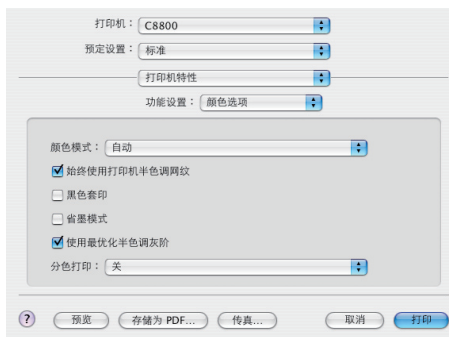 打印机： C8800
预定设置： 标准
打印机特性
功能设置： 颜色选项
颜色模式： 自动
始终使用打印机半色调网纹
黑色套印
省墨模式
使用最优化半色调灰阶
分色打印： 关
? 预览 存储为 PDF... 传真... 取消 打印